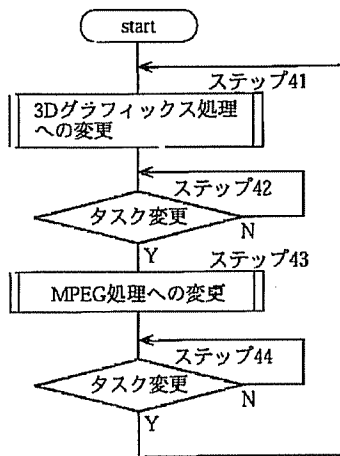 start
ステップ41
3Dグラフィックス処理
への変更
ステップ42
タスク変更
N
Y
ステップ43
MPEG処理への変更
ステップ44
タスク変更
N
Y